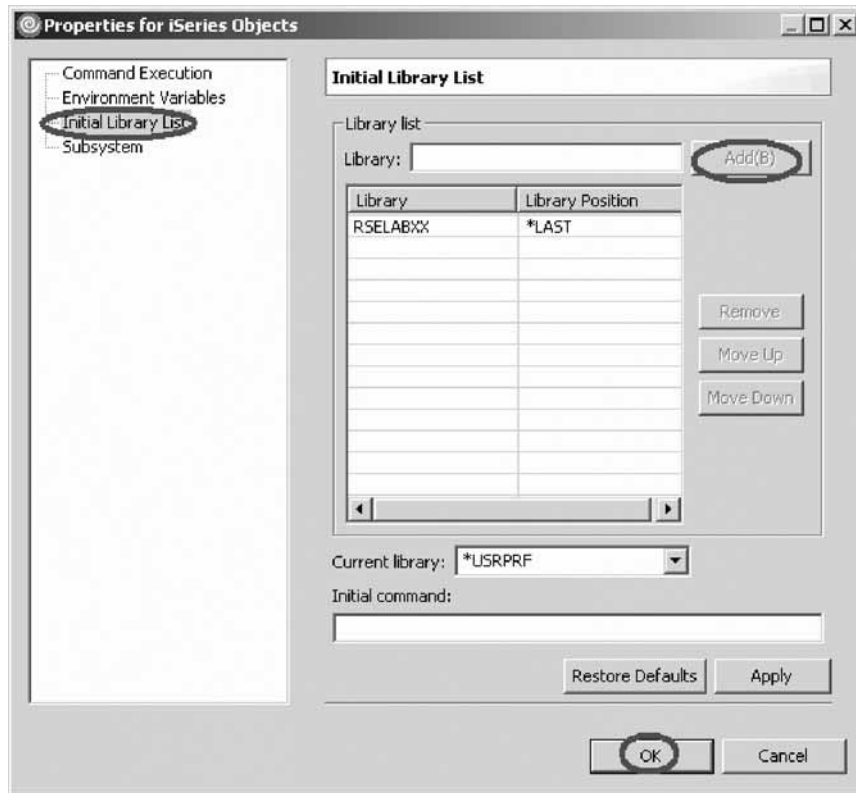 Properties for iSeries Objects
Command Execution
Environment Variables
Initial Library List
Subsystem
Initial Library List
Library list
Library:
Add(B)
Library Library Position
RSELABXX *LAST
Remove
Move Up
Move Down
Current library: *USRPRF
Initial command:
Restore Defaults Apply
OK Cancel